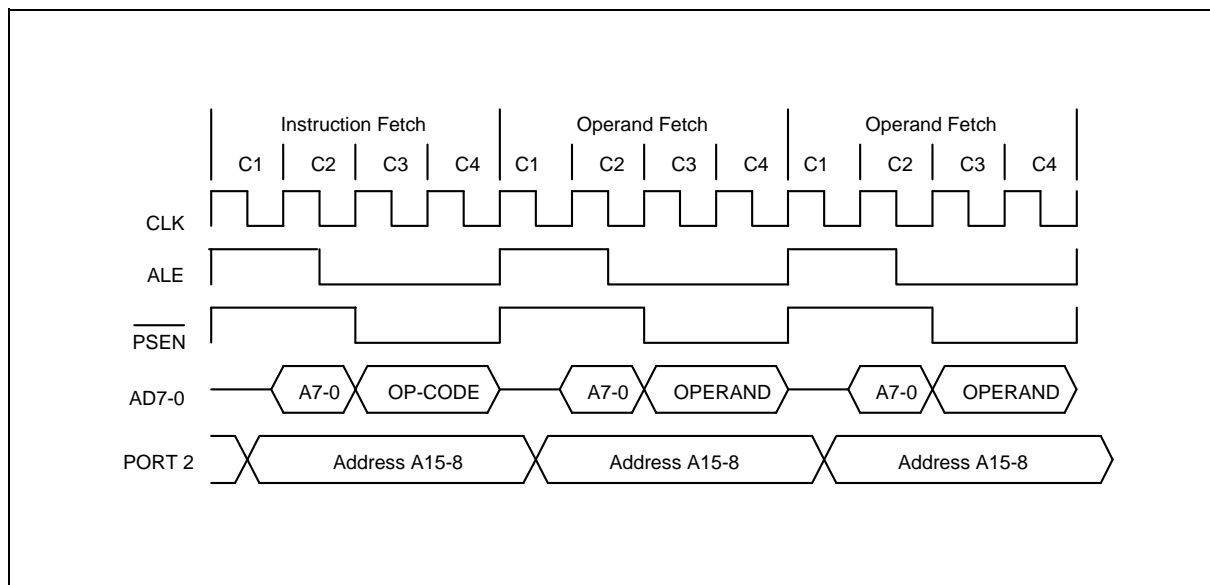 Instruction Fetch Operand Fetch Operand Fetch
C1 C2 C3 C4 C1 C2 C3 C4 C1 C2 C3 C4
CLK
ALE
PSEN
AD7-0 A7-0 OP-CODE A7-0 OPERAND A7-0 OPERAND
PORT 2 Address A15-8 Address A15-8 Address A15-8